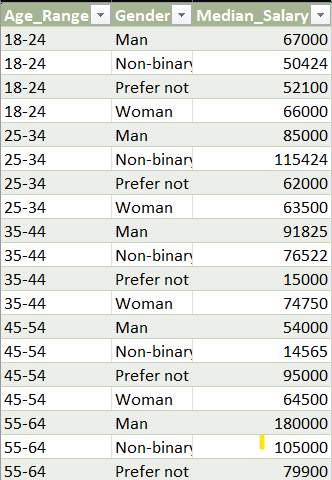 Age_Range Gender Median_Salary
18-24 Man 67000
18-24 Non-binary 50424
18-24 Prefer not 52100
18-24 Woman 66000
25-34 Man 85000
25-34 Non-binary 115424
25-34 Prefer not 62000
25-34 Woman 63500
35-44 Man 91825
35-44 Non-binary 76522
35-44 Prefer not 15000
35-44 Woman 74750
45-54 Man 54000
45-54 Non-binary 14565
45-54 Prefer not 95000
45-54 Woman 64500
55-64 Man 180000
55-64 Non-binary 105000
55-64 Prefer not 79900